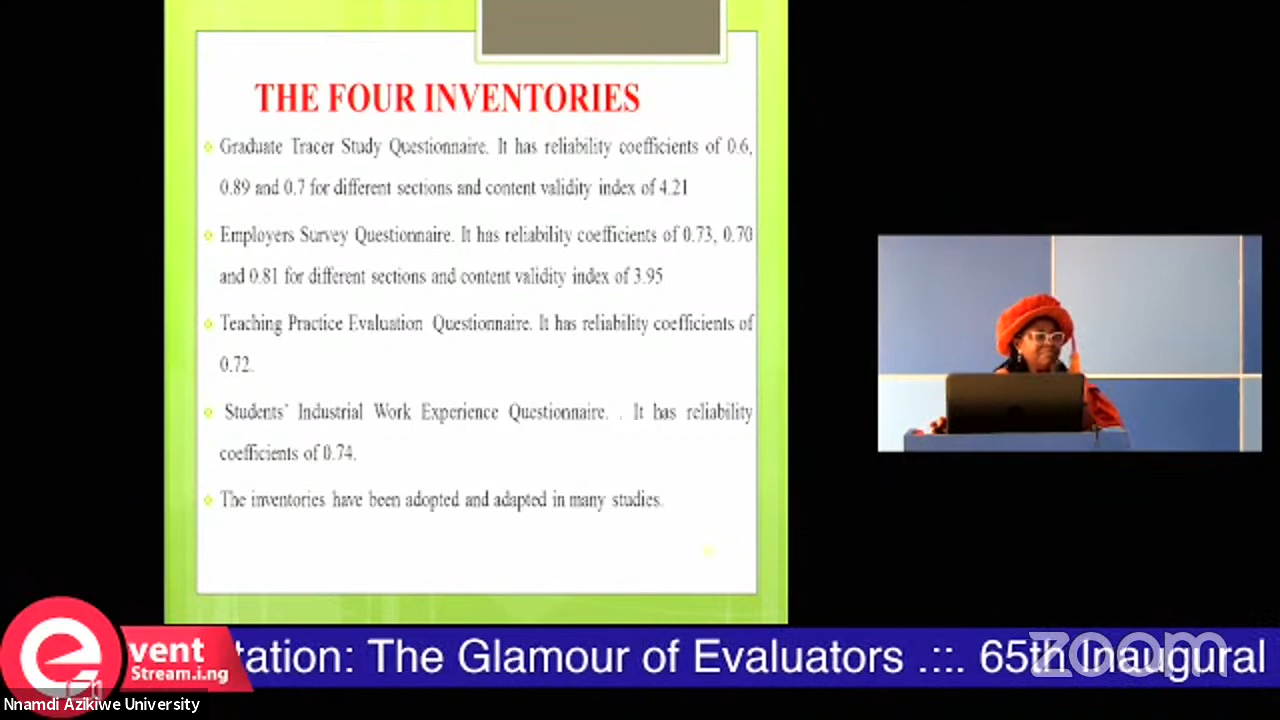 THE FOUR INVENTORIES
Graduate Tracer Study Questionnaire. It has reliability coefficients of 0.6,
0.89 and 0.7 for different sections and content validity index of 4.21
Employers Survey Questionnaire. It has reliability coefficients of 0.73, 0.70
and 0.81 for different sections and content validity index of 3.95
Teaching Practice Evaluation Questionnaire. It has reliability coefficients of
0.72.
Students' Industrial Work Experience Questionnaire. . It has reliability
coefficients of 0.74.
The inventories have been adopted and adapted in many studies.
event
Stream.i.ng
tation: The Glamour of Evaluators .::. 65th Inaugural
zoom
Nnamdi Azikiwe University